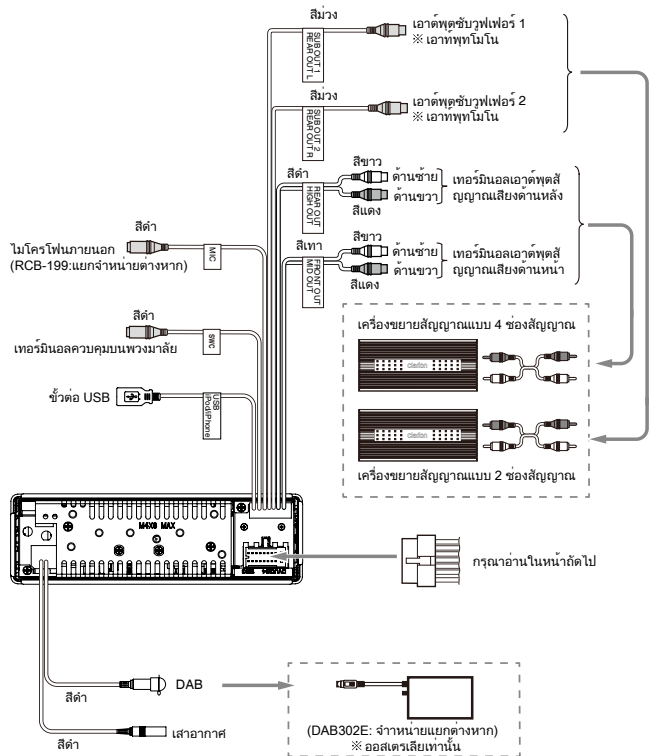 สีม่วง
SUB OUT 1
REAR OUT L
เอาต์พุตซับวูฟเฟอร์ 1
※ เอาท์พุทโมโน
สีม่วง
SUB OUT 2
REAR OUT R
เอาต์พุตซับวูฟเฟอร์ 2
※ เอาท์พุทโมโน
สีดำ
REAR OUT
HIGH OUT
สีขาว
ด้านซ้าย
ด้านขวา
สีแดง
เทอร์มินอลเอาต์พุตสั
ญญาณเสียงด้านหลัง
สีเทา
FRONT OUT
MID OUT
สีขาว
ด้านซ้าย
ด้านขวา
สีแดง
เทอร์มินอลเอาต์พุตสั
ญญาณเสียงด้านหน้า
สีดำ
MIC
ไมโครโฟนภายนอก
(RCB-199:แยกจำหน่ายต่างหาก)
สีดำ
SWC
เทอร์มินอลควบคุมบนพวงมาลัย
ขั้วต่อ USB
USB
iPod/iPhone
เครื่องขยายสัญญาณแบบ 4 ช่องสัญญาณ
clarion
clarion
เครื่องขยายสัญญาณแบบ 2 ช่องสัญญาณ
M4X8 MAX
กรุณาอ่านในหน้าถัดไป
DAB
สีดำ
เสาอากาศ
สีดำ
(DAB302E: จำาหน่ายแยกต่างหาก)
※ ออสเตรเลียเท่านั้น